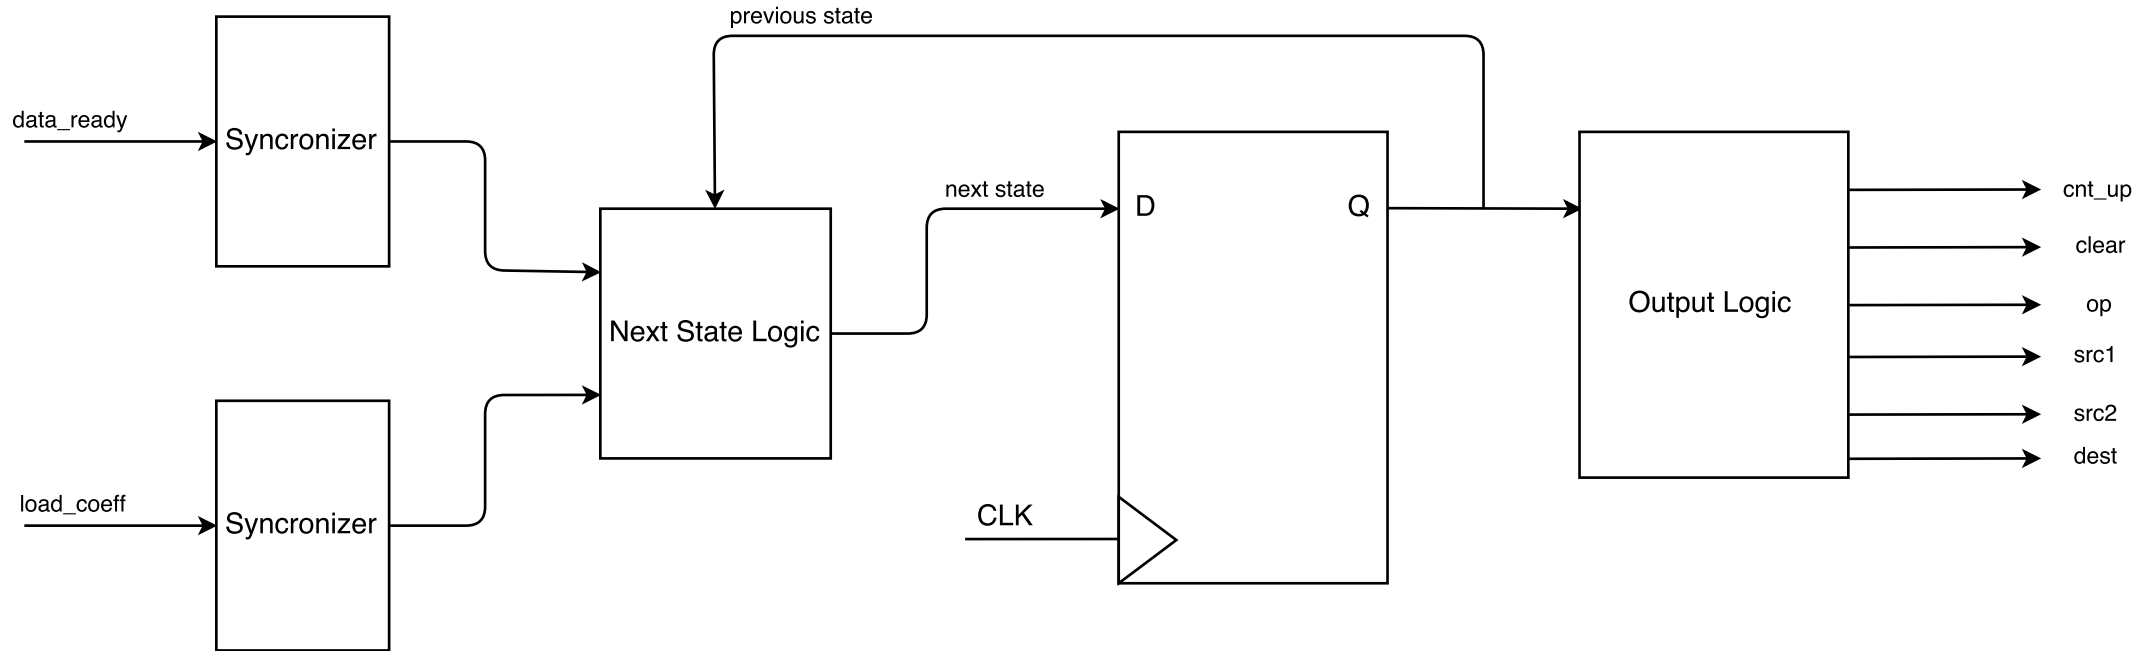 previous state
data_ready
Syncronizer
next state
cnt_up
D
Q
clear
Next State Logic
Output Logic
op
src1
src2
dest
load_coeff
Syncronizer
CLK